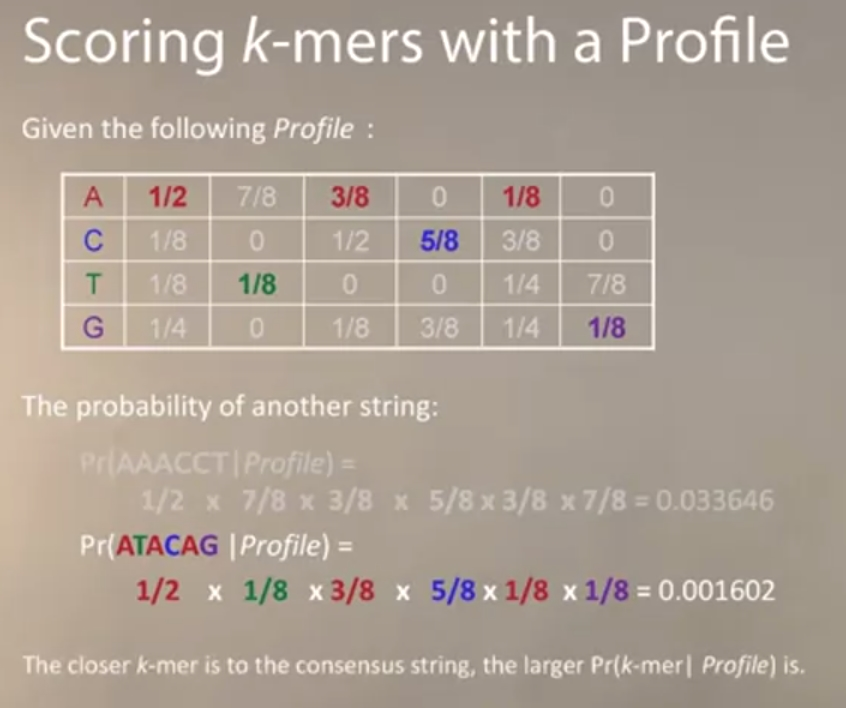 Scoring k-mers with a Profile
Given the following Profile :
A 1/2 7/8 3/8 0 1/8 0
C 1/8 0 1/2 5/8 3/8 0
T 1/8 1/8 0 0 1/4 7/8
G 1/4 0 1/8 3/8 1/4 1/8
The probability of another string:
Pr(AAACCT|Profile) =
1/2 x 7/8 x 3/8 x 5/8 x 3/8 x 7/8 = 0.033646
Pr(ATACAG |Profile) =
1/2 x 1/8 x 3/8 x 5/8 x 1/8 x 1/8 = 0.001602
The closer k-mer is to the consensus string, the larger Pr(k-mer| Profile) is.